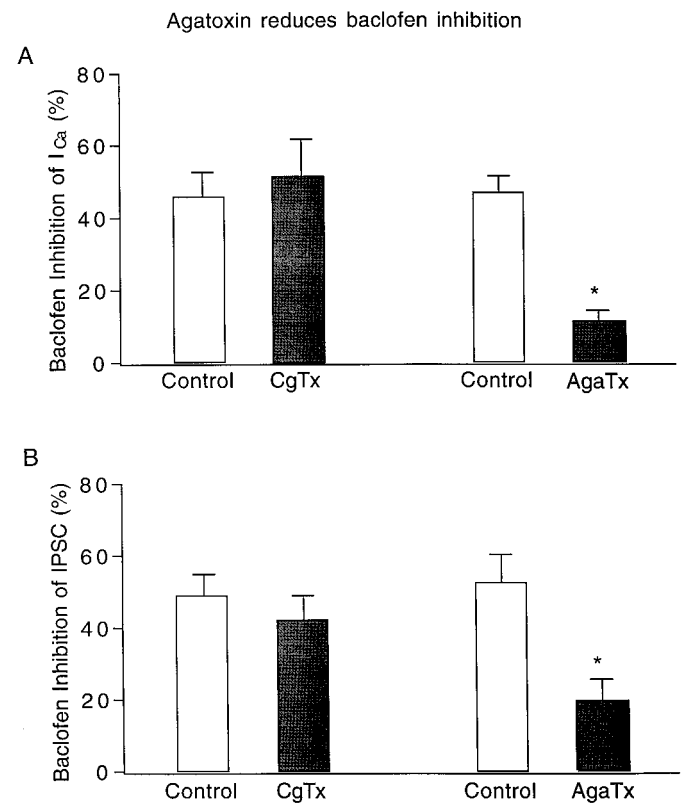 Agatoxin reduces baclofen inhibition
A
Baclofen Inhibition of I Ca (%)
80
60
40
20
0
*
Control CgTx Control AgaTx
B
Baclofen Inhibition of IPSC (%)
80
60
40
20
0
*
Control CgTx Control AgaTx